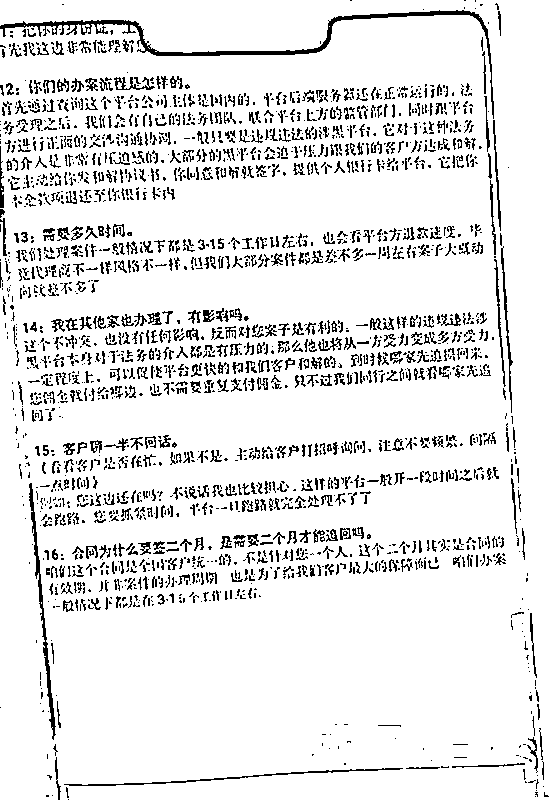 11：把你的身份证，
首先我这边非常能理解您
12：你们的办案流程是怎样的。
首先通过查询这个平台公司主体是国内的，平台后端服务器还在正常运行的，法
务受理之后，我们会有自己的法务团队，联合平台上方的监管部门，同时跟平台
方进行正面的交涉沟通协调，一般只要是违规违法的涉黑平台，它对于这种法务
的介入是非常有压迫感的，大部分的黑平台会迫于压力跟我们的客户方达成和解，
它主动给你发和解协议书，你同意和解就签字，提供个人银行卡给平台，它把你
本金款项退还至你银行卡内
13：需要多久时间。
我们处理案件一般情况下都是3-15个工作日左右，也会看平台方退款速度，毕
竟代理商不一样风格不一样，但我们大部分案件都是差不多一周左右案子大概动
向就差不多了
14：我在其他家也办理了，有影响吗。
这个不冲突，也没有任何影响，反而对您案子是有利的，一般这样的违规违法涉
黑平台本身对于法务的介入都是有压力的，那么他也将从一方受力变成多方受力，
一定程度上，可以促使平台更快的和我们客户和解的。到时候哪家先追损回来，
您佣金就付给哪边，也不需要重复支付佣金，只不过我们同行之间就看哪家先追
回了。
15：客户聊一半不回话。
（看看客户是否在忙，如果不是，主动给客户打招呼询问，注意不要频繁，间隔
一点时间）
例如：您这边还在吗？不说话我也比较担心，这样的平台一般开一段时间之后就
会跑路，您要抓紧时间，平台一旦跑路就完全处理不了了
16：合同为什么要签二个月，是需要二个月才能追回吗。
咱们这个合同是全国客户统一的，不是针对您一个人，这个二个月其实是合同的
有效期，并非案件的办理周期，也是为了给我们客户最大的保障而已，咱们办案
一般情况下都是在3-15个工作日左右.